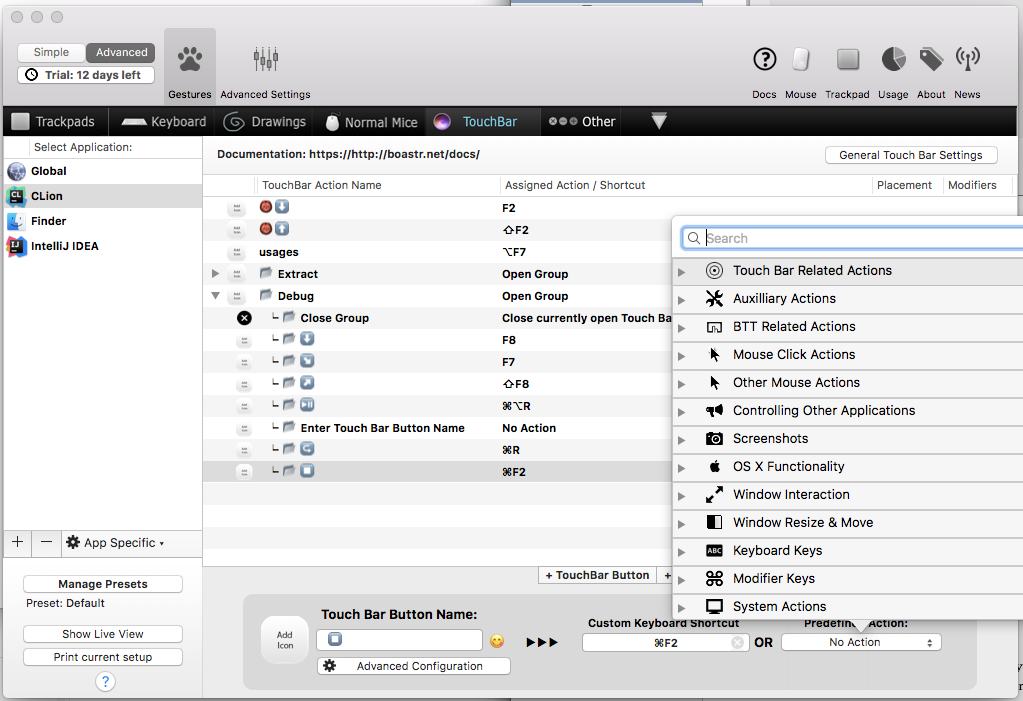 Simple Advanced
Trial: 12 days left
Gestures Advanced Settings
Docs Mouse Trackpad Usage About News
Trackpads Keyboard Drawings Normal Mice TouchBar Other
Select Application:
Global
CLion
Finder
IntelliJ IDEA
+ − App Specific
Manage Presets
Preset: Default
Show Live View
Print current setup
?
Documentation: https://http://boastr.net/docs/
General Touch Bar Settings
TouchBar Action Name Assigned Action / Shortcut Placement Modifiers
F2
⇧F2
usages ⌥F7
Extract Open Group
Debug Open Group
Close Group Close currently open Touch Ba
F8
F7
⇧F8
⌘⌥R
Enter Touch Bar Button Name No Action
⌘R
⌘F2
+ TouchBar Button +
Touch Bar Button Name:
Add
Icon
Advanced Configuration
Custom Keyboard Shortcut
⌘F2
OR
Predefined Action:
No Action
Search
Touch Bar Related Actions
Auxilliary Actions
BTT Related Actions
Mouse Click Actions
Other Mouse Actions
Controlling Other Applications
Screenshots
OS X Functionality
Window Interaction
Window Resize & Move
ABC Keyboard Keys
Modifier Keys
System Actions